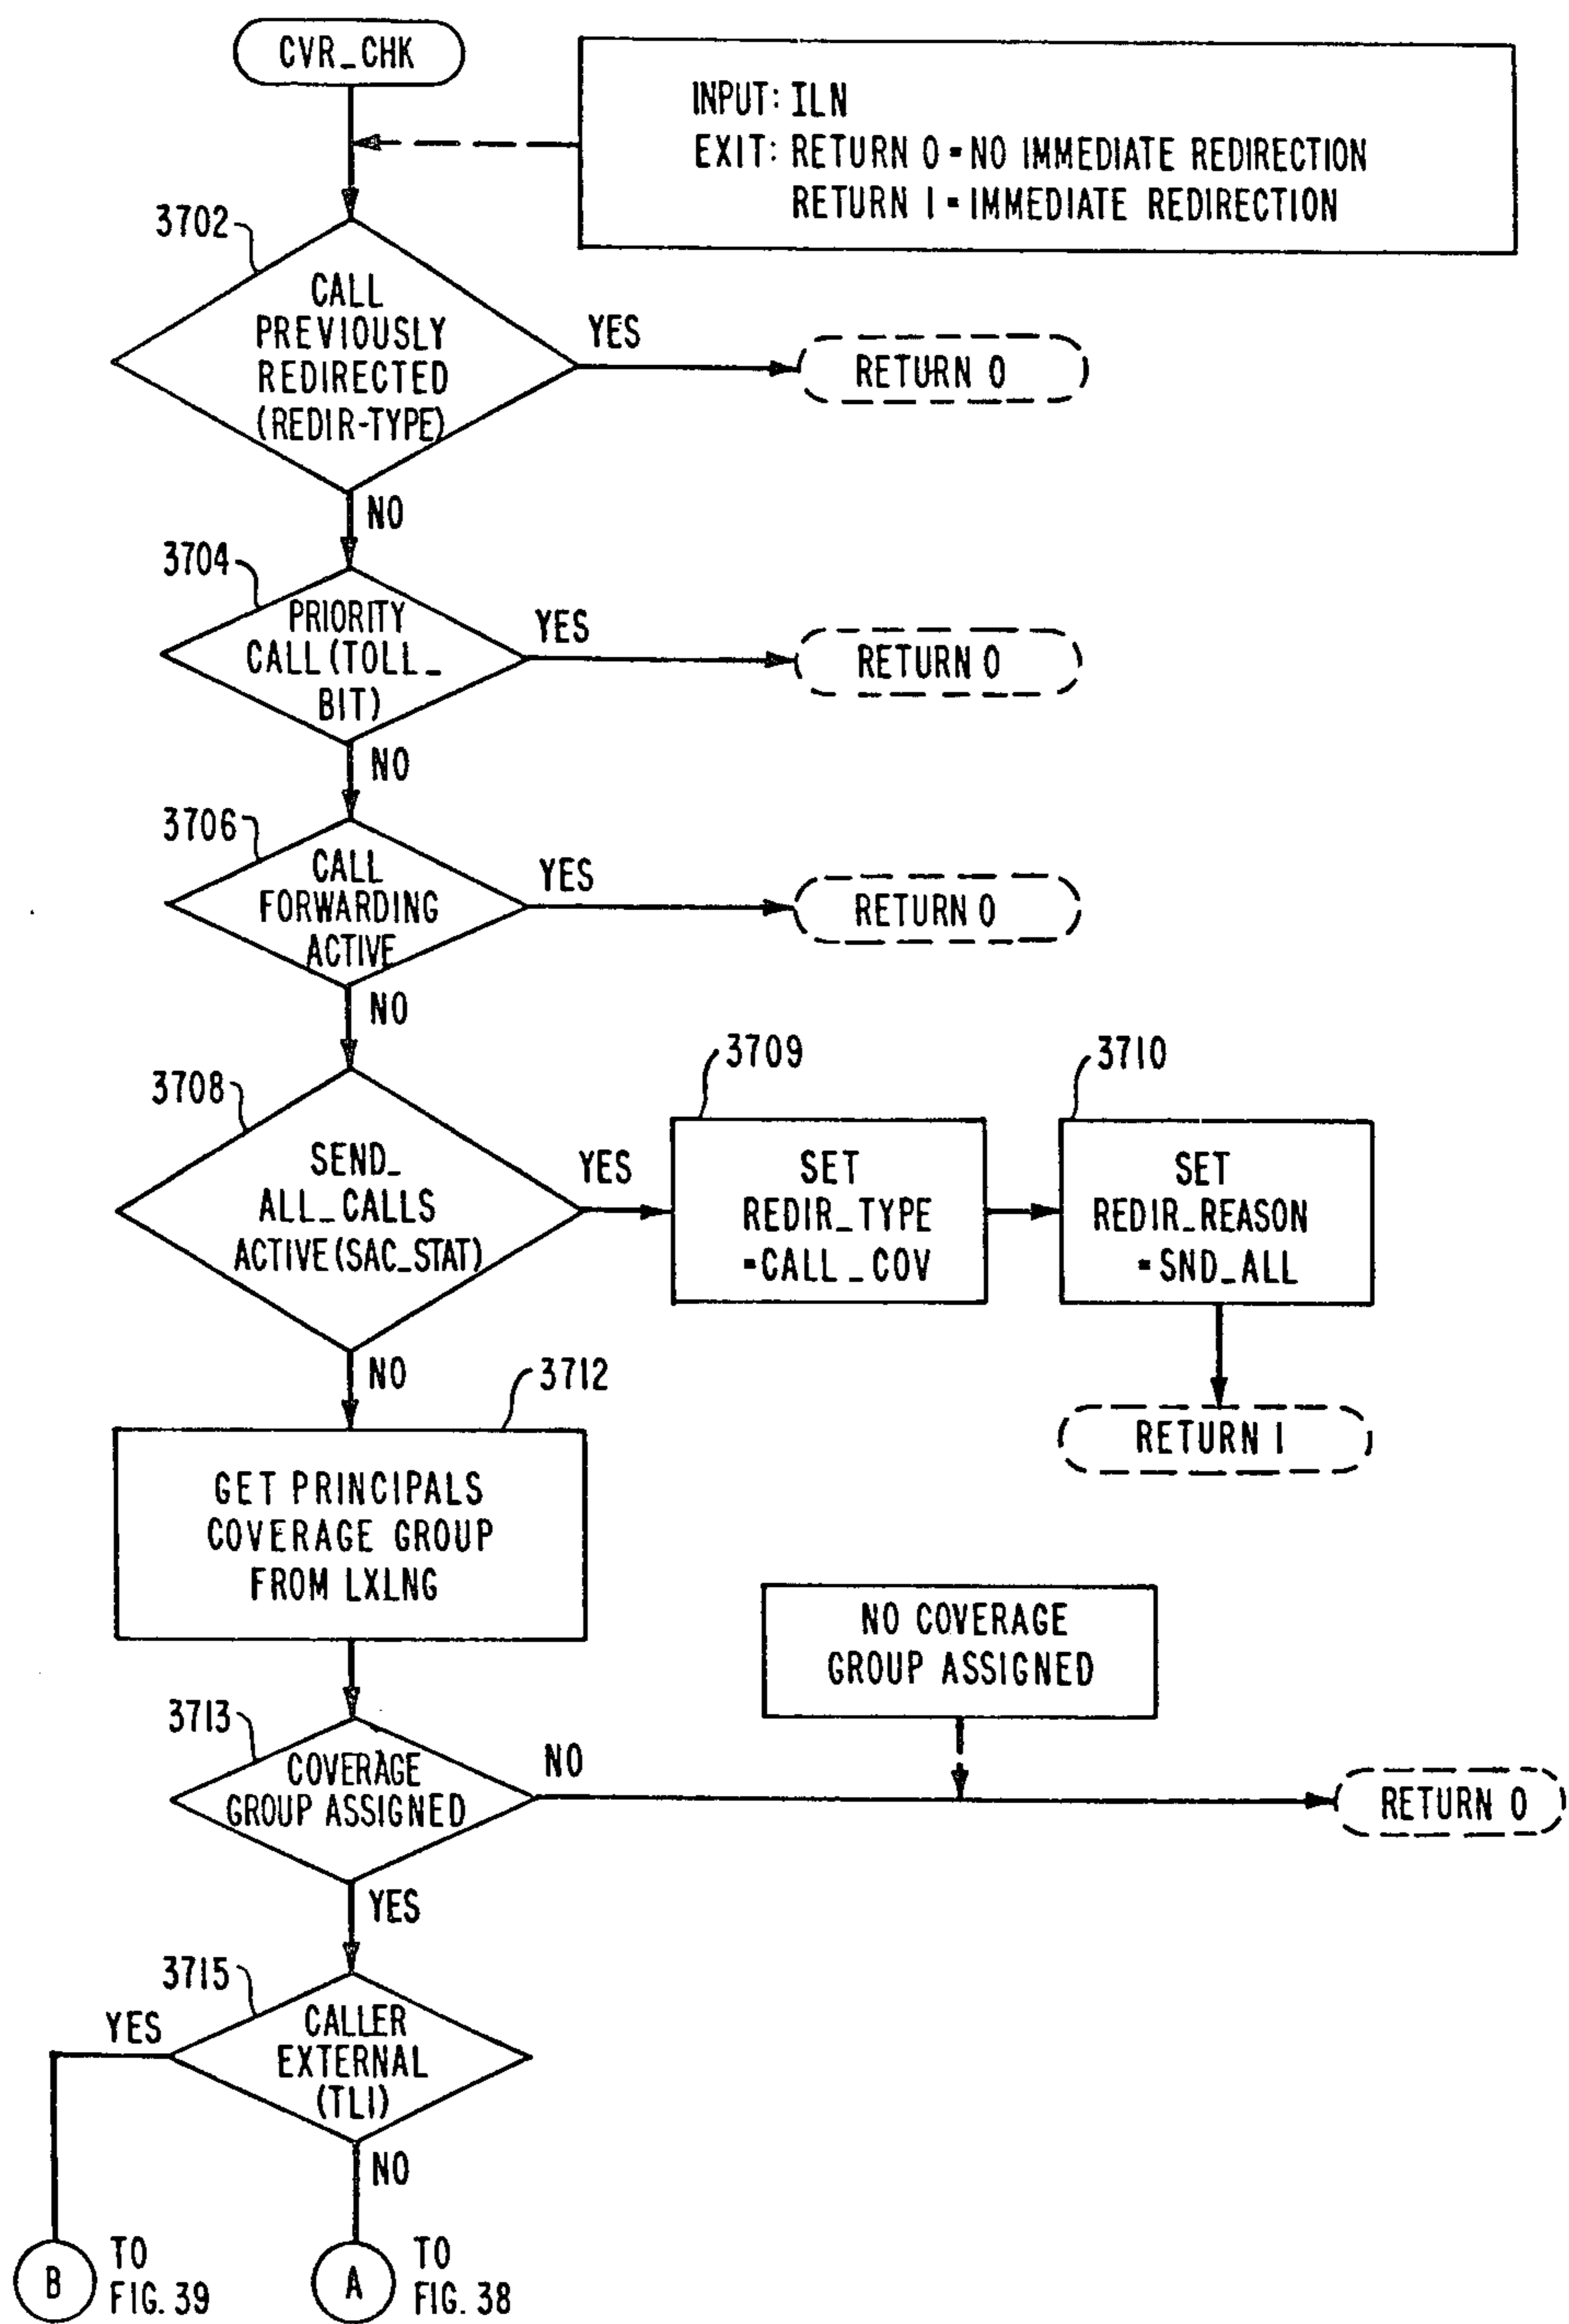 CVR_CHK
INPUT: ILN
EXIT: RETURN 0 = NO IMMEDIATE REDIRECTION
RETURN 1 = IMMEDIATE REDIRECTION
3702
CALL
PREVIOUSLY
REDIRECTED
(REDIR-TYPE)
YES
RETURN 0
NO
3704
PRIORITY
CALL (TOLL_
BIT)
YES
RETURN 0
NO
3706
CALL
FORWARDING
ACTIVE
YES
RETURN 0
NO
3708
SEND_
ALL_CALLS
ACTIVE (SAC_STAT)
YES
3709
SET
REDIR_TYPE
=CALL_COV
3710
SET
REDIR_REASON
= SND_ALL
RETURN 1
NO
3712
GET PRINCIPALS
COVERAGE GROUP
FROM LXLNG
NO COVERAGE
GROUP ASSIGNED
3713
COVERAGE
GROUP ASSIGNED
NO
RETURN 0
YES
3715
CALLER
EXTERNAL
(TLI)
YES
NO
B
TO
FIG. 39
A
TO
FIG. 38